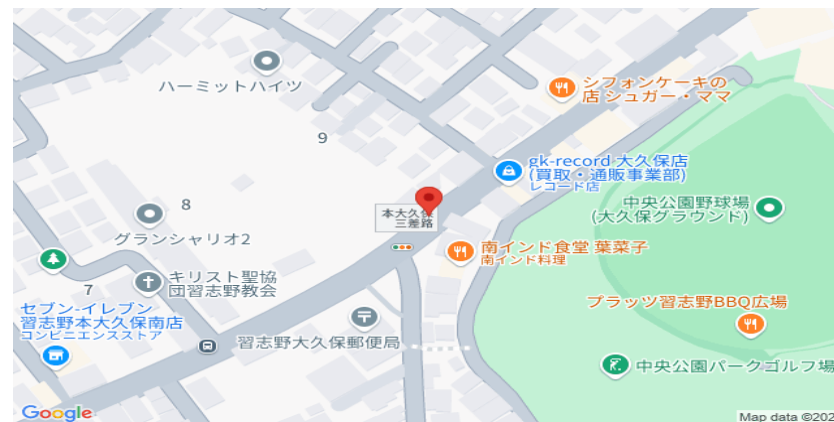 シフォンケーキの
店 シュガー・ママ
ハーミットハイツ
9
gk-record 大久保店
(買取・通販事業部)
レコード店
中央公園野球場
(大久保グラウンド)
8
本大久保
三差路
グランシャリオ2
南インド食堂 葉菜子
南インド料理
キリスト聖協
団習志野教会
7
セブン-イレブン
習志野本大久保南店
コンビニエンスストア
プラッツ習志野BBQ広場
習志野大久保郵便局
中央公園パークゴルフ場
Google
Map data ©202